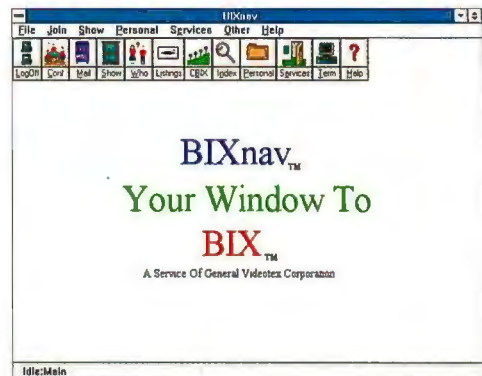 BIXnav
File Join Show Personal Services Other Help
LogOff Conf Mail Show Who Listings CBIX Index Personal Services Term Help
BIXnav™
Your Window To
BIX™
A Service Of General Videotex Corporation
Idle:Main